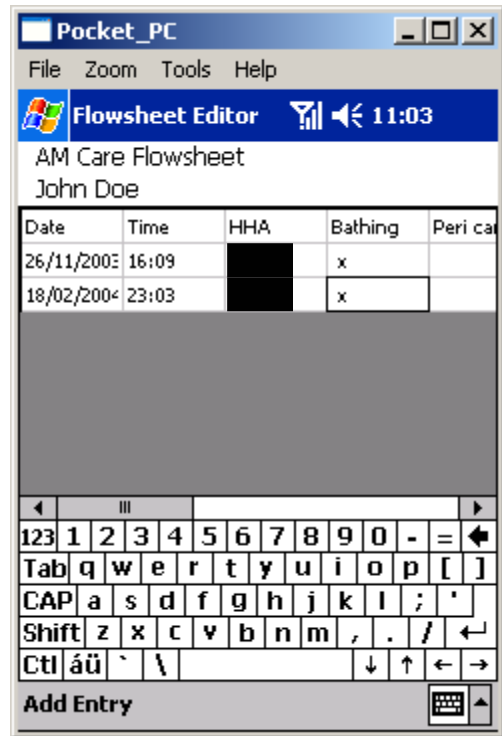 Pocket_PC
File Zoom Tools Help
Flowsheet Editor 11:03
AM Care Flowsheet
John Doe
Date Time HHA Bathing Peri car
26/11/2003 16:09 x
18/02/2004 23:03 x
123 1 2 3 4 5 6 7 8 9 0 - =
Tab q w e r t y u i o p [ ]
CAP a s d f g h j k l ; '
Shift z x c v b n m , . /
Ctl áü ` \
Add Entry